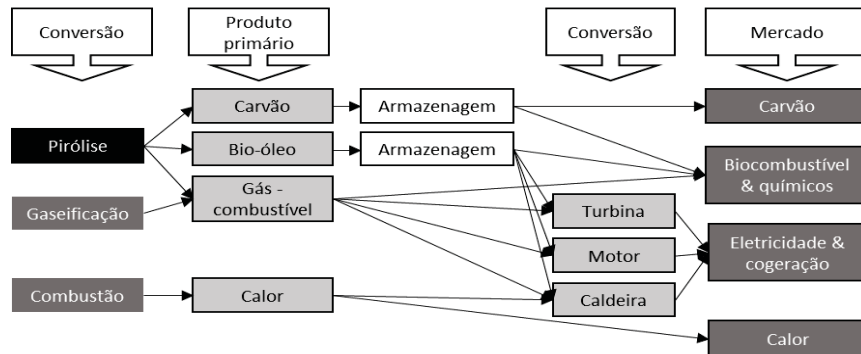 Conversão
Produto
primário
Conversão
Mercado
Carvão
Armazenagem
Carvão
Pirólise
Bio-óleo
Armazenagem
Biocombustível
& químicos
Gaseificação
Gás -
combustível
Turbina
Motor
Eletricidade &
cogeração
Combustão
Calor
Caldeira
Calor